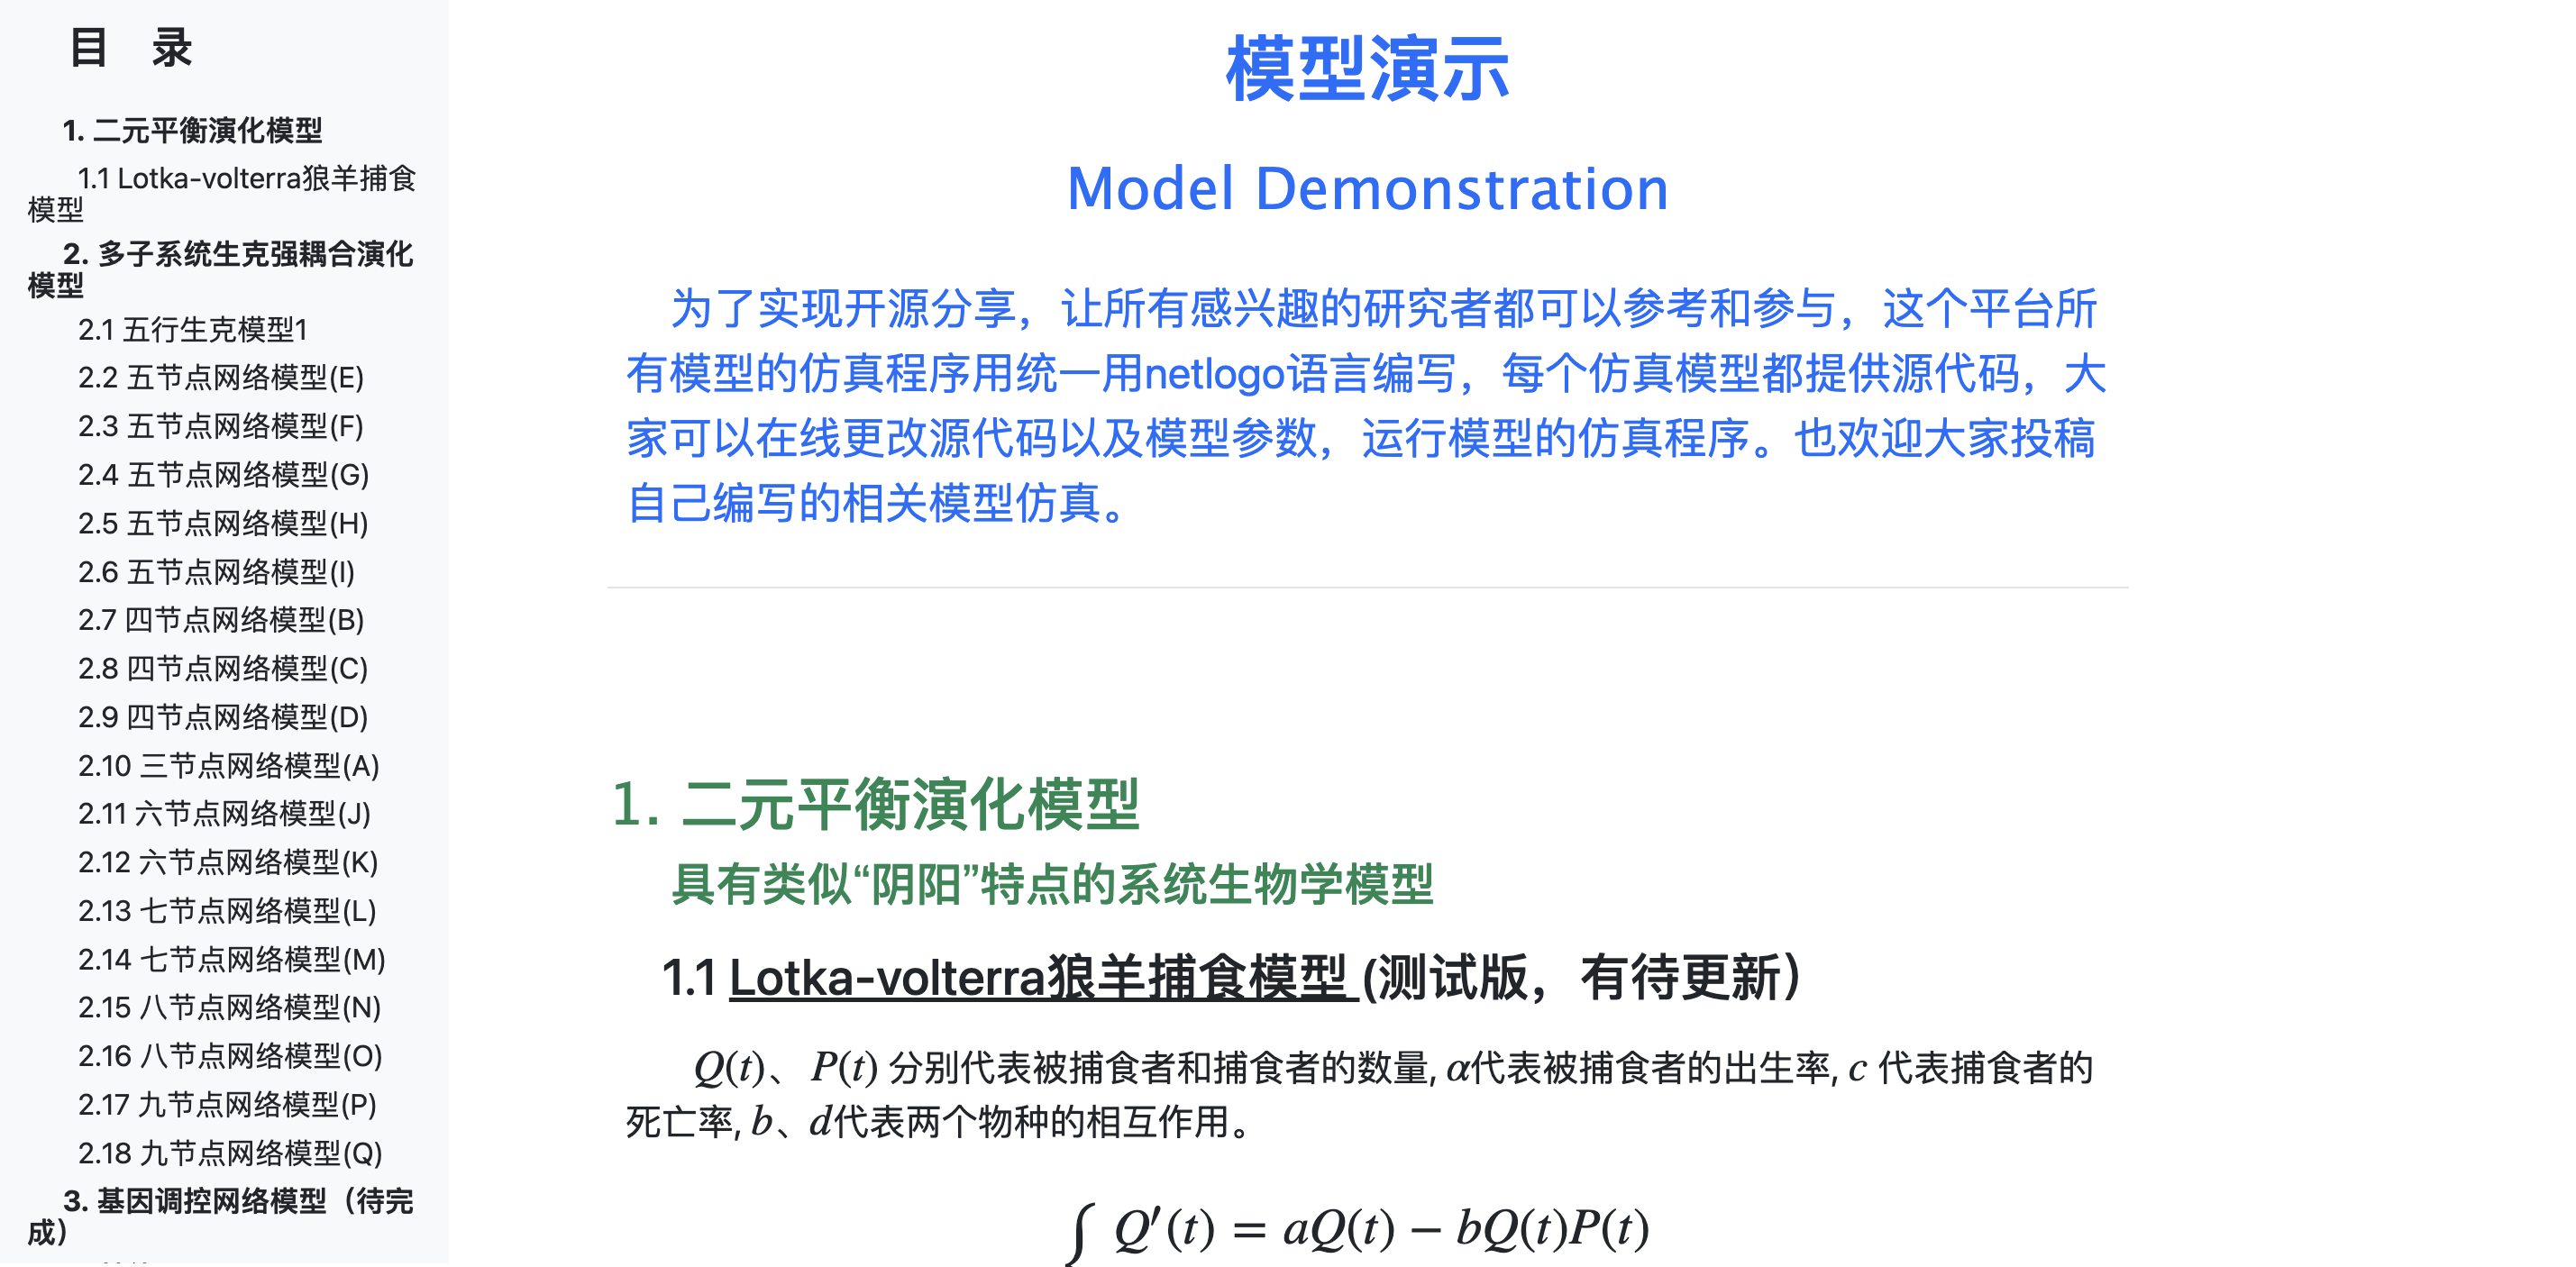 目 录
1. 二元平衡演化模型
1.1 Lotka-volterra狼羊捕食
模型
2. 多子系统生克强耦合演化
模型
2.1 五行生克模型1
2.2 五节点网络模型(E)
2.3 五节点网络模型(F)
2.4 五节点网络模型(G)
2.5 五节点网络模型(H)
2.6 五节点网络模型(I)
2.7 四节点网络模型(B)
2.8 四节点网络模型(C)
2.9 四节点网络模型(D)
2.10 三节点网络模型(A)
2.11 六节点网络模型(J)
2.12 六节点网络模型(K)
2.13 七节点网络模型(L)
2.14 七节点网络模型(M)
2.15 八节点网络模型(N)
2.16 八节点网络模型(O)
2.17 九节点网络模型(P)
2.18 九节点网络模型(Q)
3. 基因调控网络模型（待完
成）
模型演示
Model Demonstration
为了实现开源分享，让所有感兴趣的研究者都可以参考和参与，这个平台所
有模型的仿真程序用统一用netlogo语言编写，每个仿真模型都提供源代码，大
家可以在线更改源代码以及模型参数，运行模型的仿真程序。也欢迎大家投稿
自己编写的相关模型仿真。
1. 二元平衡演化模型
具有类似“阴阳”特点的系统生物学模型
1.1 Lotka-volterra狼羊捕食模型 (测试版，有待更新）
Q(t)、 P(t) 分别代表被捕食者和捕食者的数量, α代表被捕食者的出生率, c 代表捕食者的
死亡率, b、d代表两个物种的相互作用。
Q′(t) = aQ(t) − bQ(t)P(t)